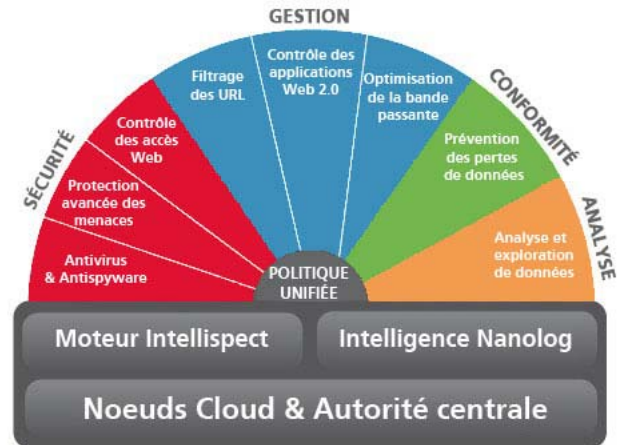 GESTION
SÉCURITÉ
CONFORMITÉ
ANALYSE
Antivirus
& Antispyware
Protection
avancée des
menaces
Contrôle
des accès
Web
Filtrage
des URL
Contrôle des
applications
Web 2.0
Optimisation
de la bande
passante
Prévention
des pertes
de données
Analyse et
exploration
de données
POLITIQUE
UNIFIÉE
Moteur Intellispect
Intelligence Nanolog
Noeuds Cloud & Autorité centrale